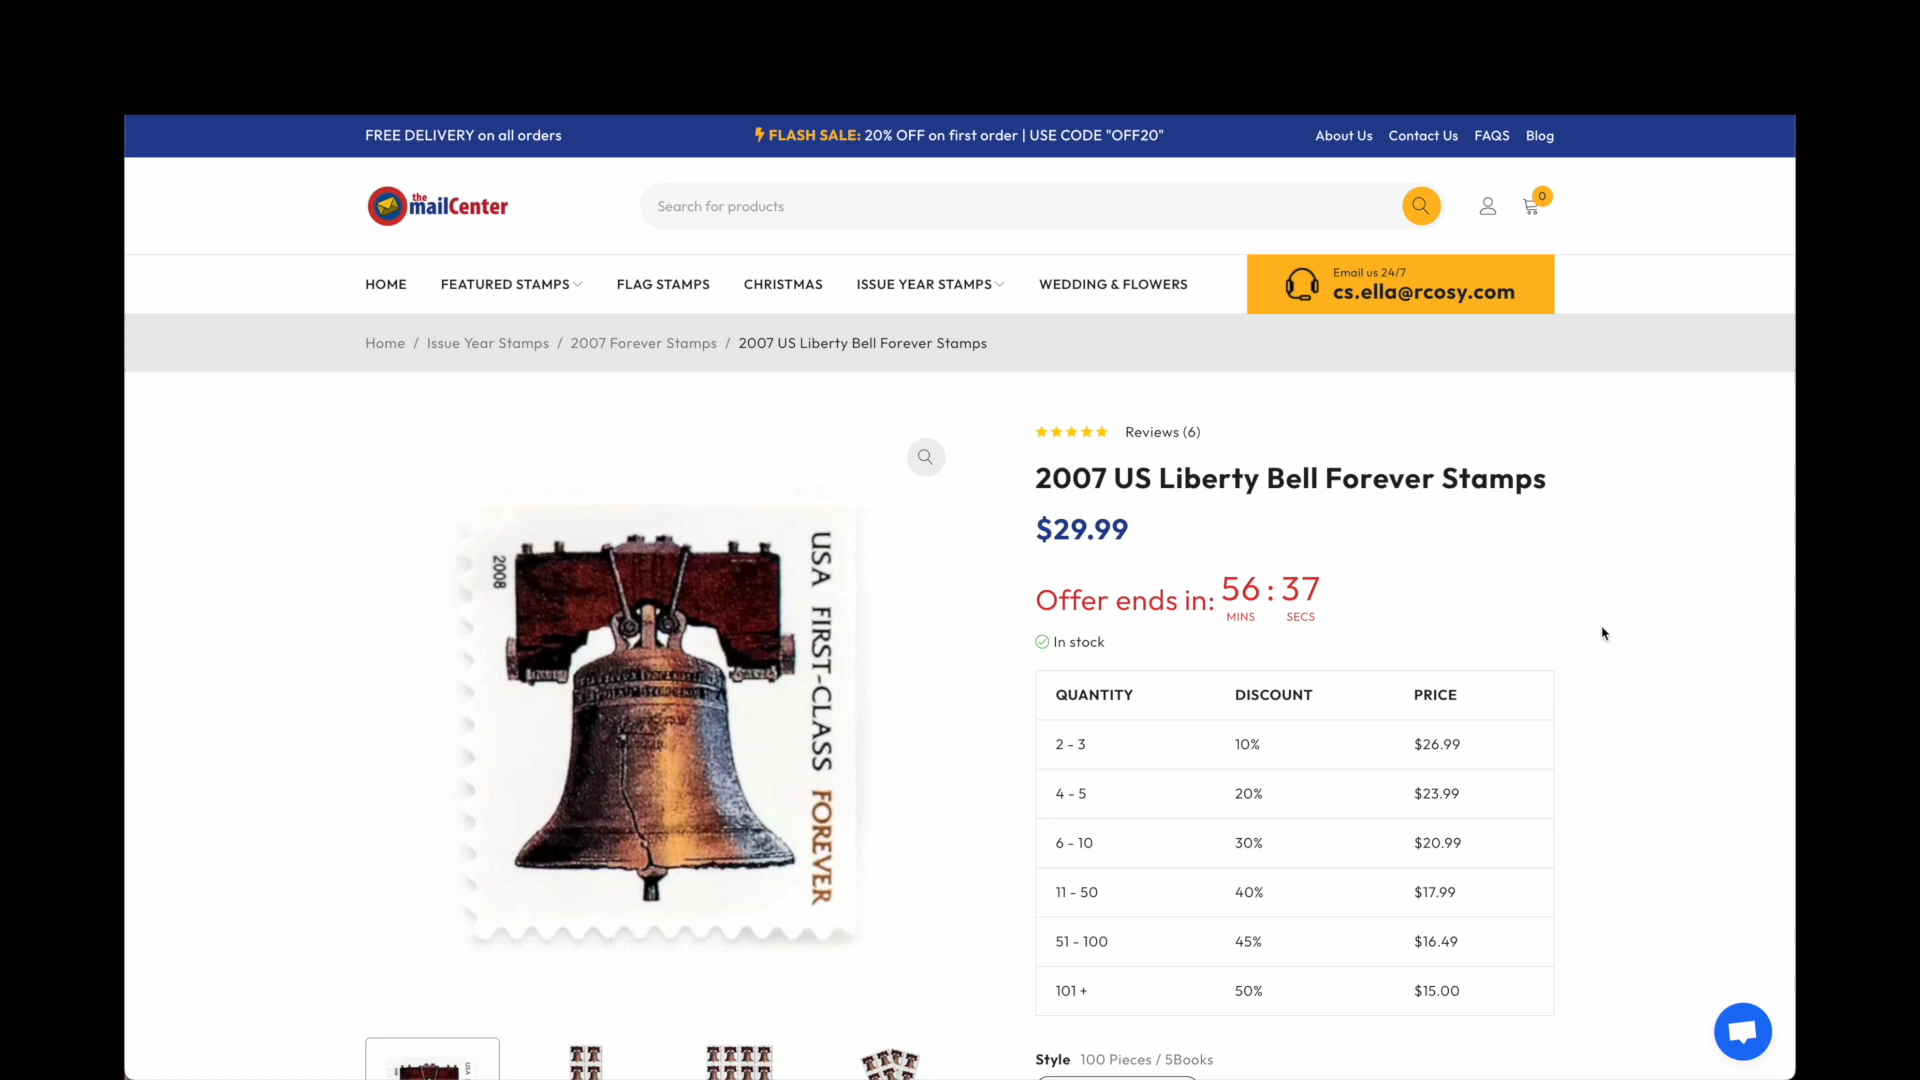 FREE DELIVERY on all orders
FLASH SALE: 20% OFF on first order | USE CODE "OFF20"
About Us Contact Us FAQS Blog
the
mailCenter
Search for products
0
HOME FEATURED STAMPS FLAG STAMPS CHRISTMAS ISSUE YEAR STAMPS WEDDING & FLOWERS
Email us 24/7
cs.ella@rcosy.com
Home / Issue Year Stamps / 2007 Forever Stamps / 2007 US Liberty Bell Forever Stamps
2008
USA FIRST-CLASS FOREVER
Reviews (6)
2007 US Liberty Bell Forever Stamps
$29.99
Offer ends in: 56 : 37
MINS SECS
In stock
QUANTITY DISCOUNT PRICE
2 - 3 10% $26.99
4 - 5 20% $23.99
6 - 10 30% $20.99
11 - 50 40% $17.99
51 - 100 45% $16.49
101 + 50% $15.00
Style 100 Pieces / 5Books